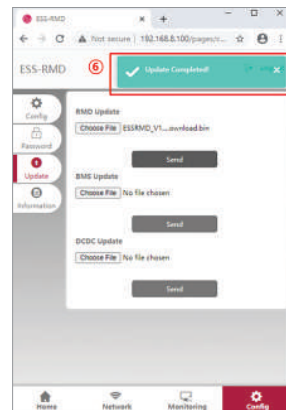 ESS-RMD
Not secure | 192.168.8.100/pages/c...
ESS-RMD
⑥
Update Completed!
Config
Password
Update
Information
RMD Update
Choose File ESSRMD_V1....ownload.bin
Send
BMS Update
Choose File No file chosen
Send
DCDC Update
Choose File No file chosen
Send
Home
Network
Monitoring
Config